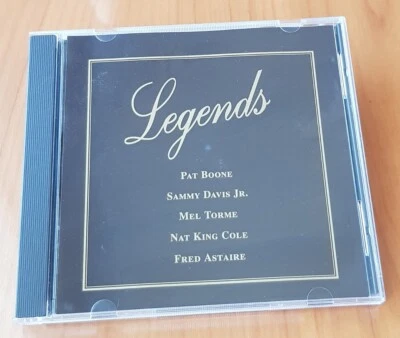 Legends
PAT BOONE
SAMMY DAVIS JR.
MEL TORME
NAT KING COLE
FRED ASTAIRE